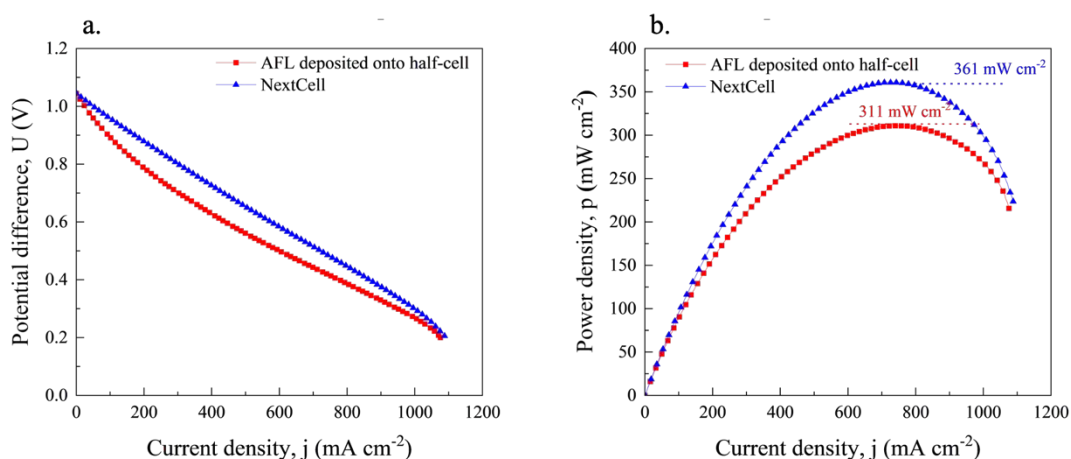 a.
AFL deposited onto half-cell
NextCell
1.2
1.0
0.8
0.6
0.4
0.2
0.0
Potential difference, U (V)
0
200
400
600
800
1000
1200
Current density, j (mA cm⁻²)
b.
AFL deposited onto half-cell
NextCell
361 mW cm⁻²
311 mW cm⁻²
400
350
300
250
200
150
100
50
0
Power density, p (mW cm⁻²)
0
200
400
600
800
1000
1200
Current density, j (mA cm⁻²)